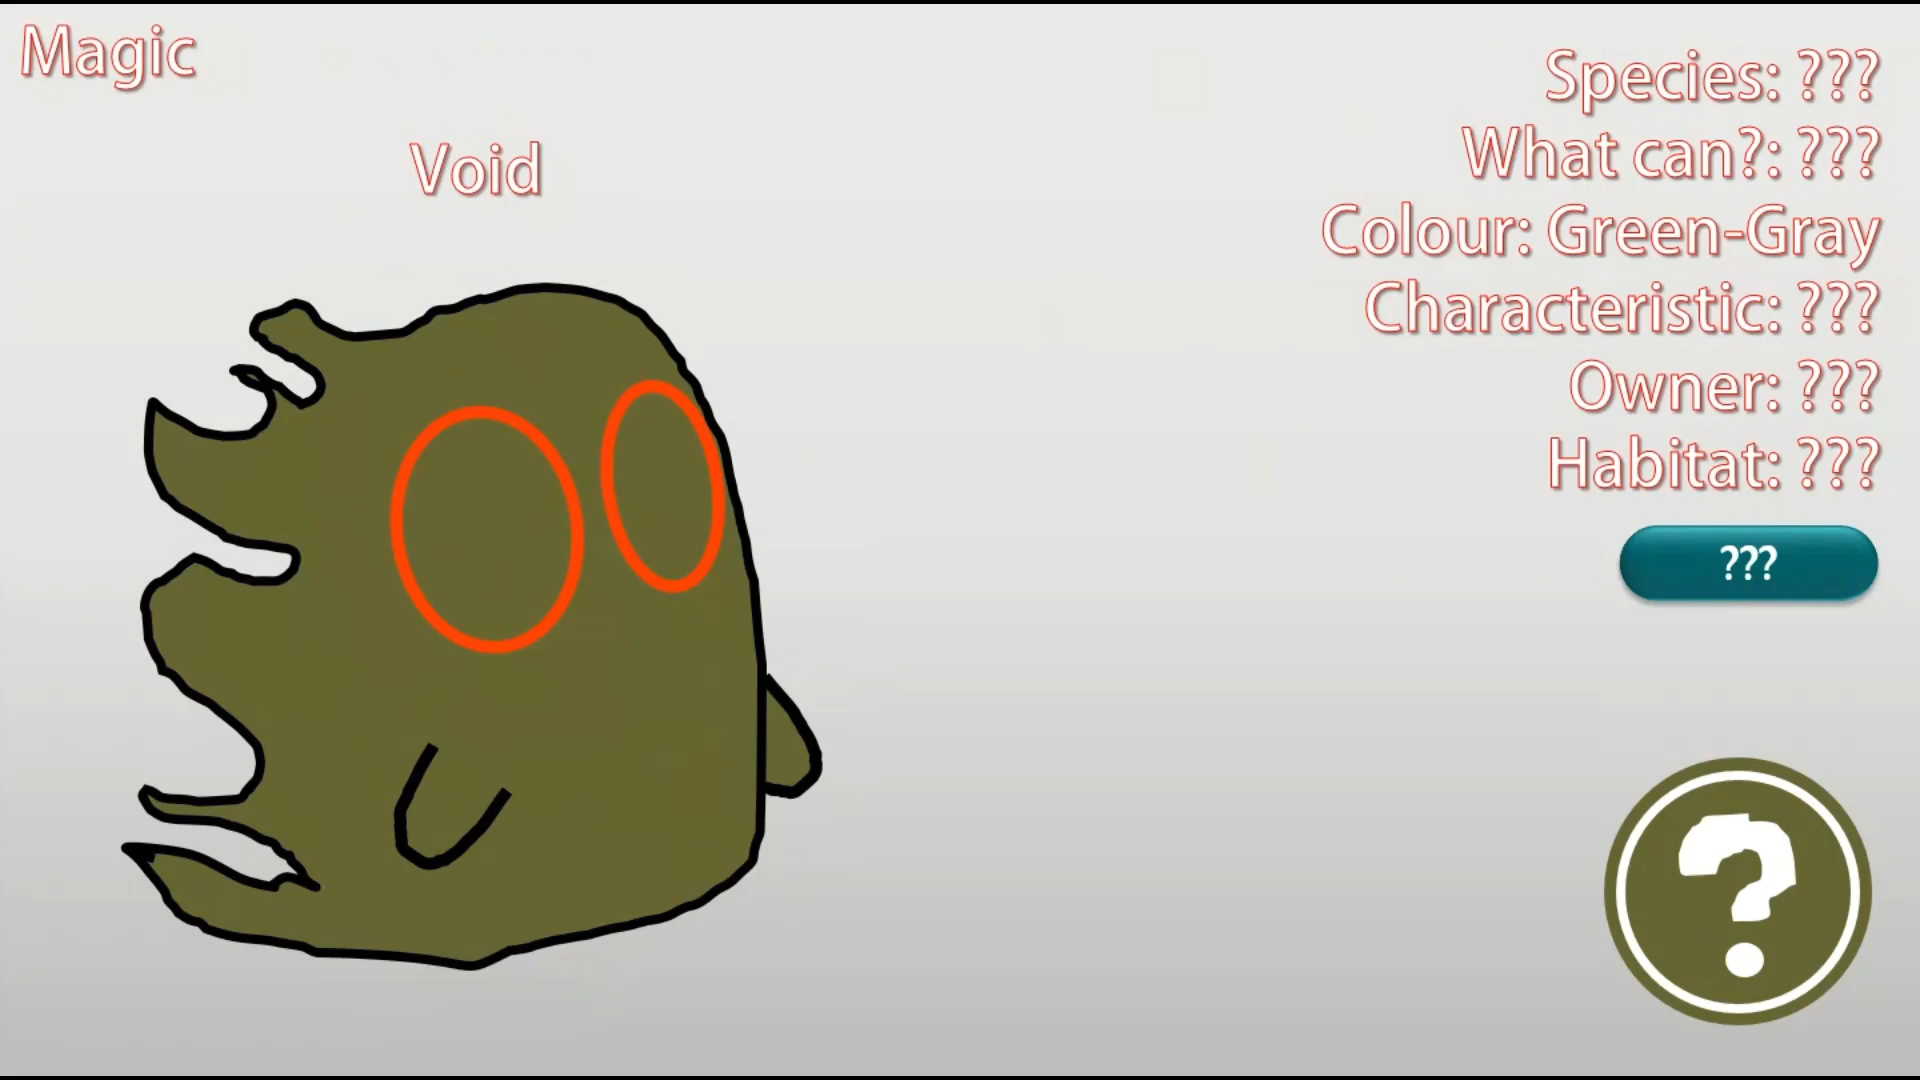 Magic
Void
Species: ???
What can?: ???
Colour: Green-Gray
Characteristic: ???
Owner: ???
Habitat: ???
???
?